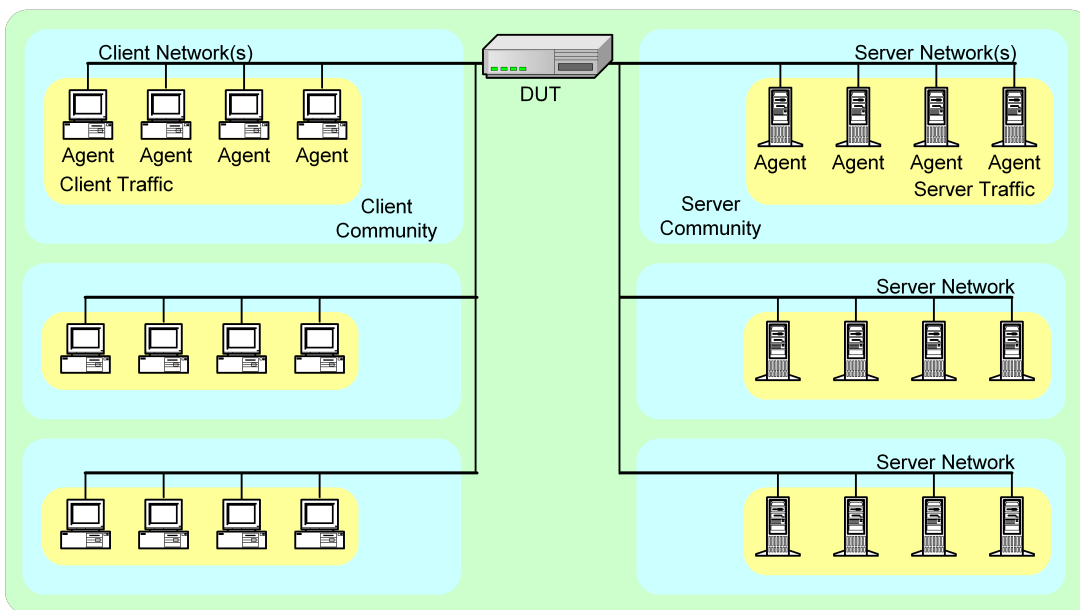 Client Network(s)
Server Network(s)
DUT
Agent Agent Agent Agent
Agent Agent Agent Agent
Client Traffic
Server Traffic
Client
Community
Server
Community
Server Network
Server Network